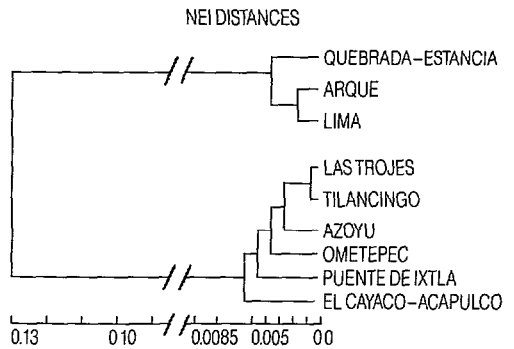 NEI DISTANCES
QUEBRADA-ESTANCIA
ARQUE
LIMA
LAS TROJES
TILANCINGO
AZOYU
OMETEPEC
PUENTE DE IXTLA
EL CAYACO-ACAPULCO
0.13 0.10 0.0085 0.005 0.0